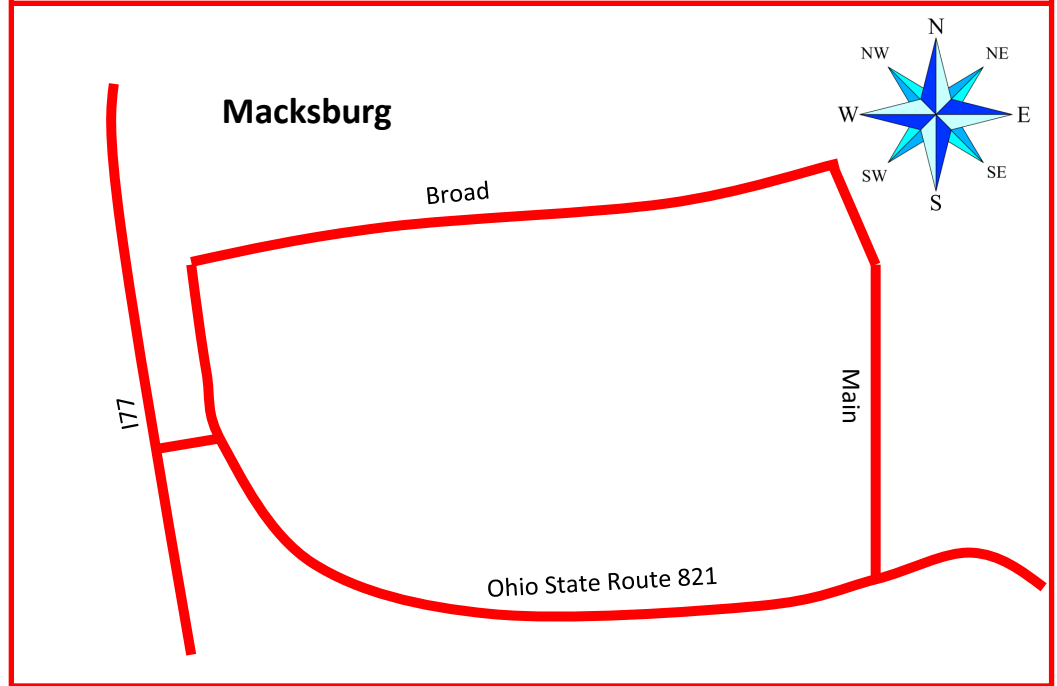 Macksburg
N
NW
NE
W
E
SW
SE
S
Broad
I77
Main
Ohio State Route 821